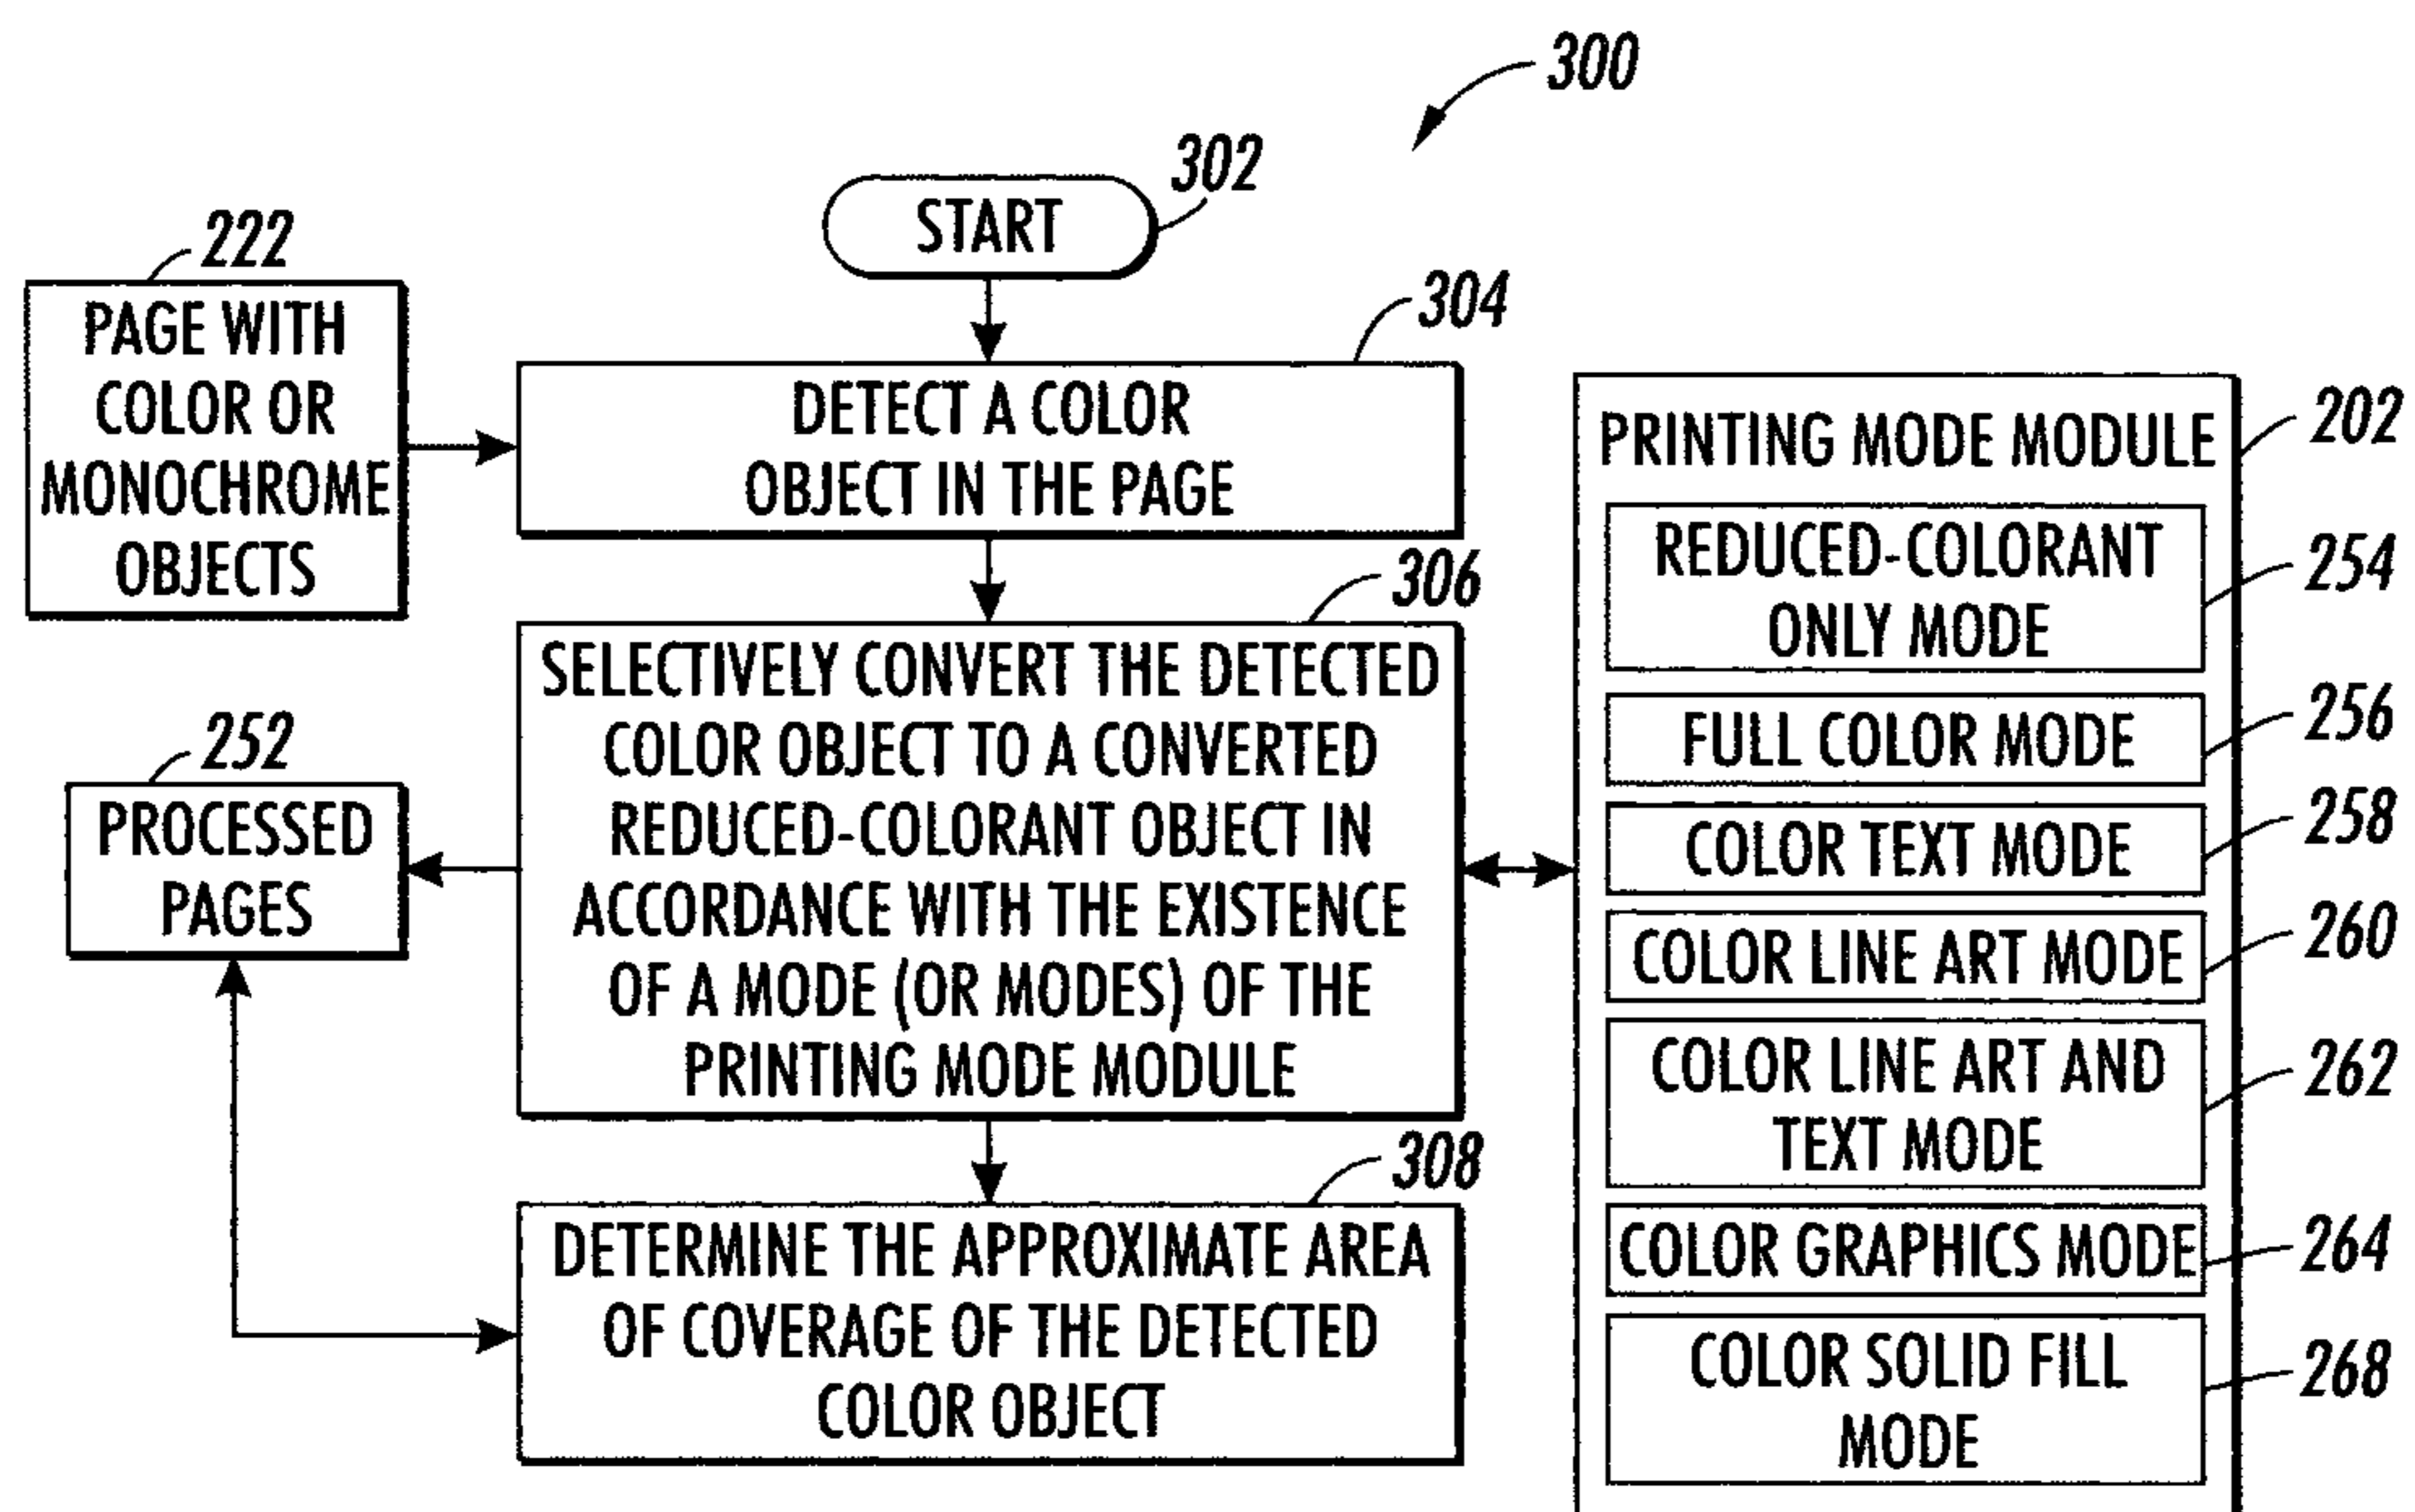 300
302
START
222
PAGE WITH
COLOR OR
MONOCHROME
OBJECTS
304
DETECT A COLOR
OBJECT IN THE PAGE
306
SELECTIVELY CONVERT THE DETECTED
COLOR OBJECT TO A CONVERTED
REDUCED-COLORANT OBJECT IN
ACCORDANCE WITH THE EXISTENCE
OF A MODE (OR MODES) OF THE
PRINTING MODE MODULE
252
PROCESSED
PAGES
308
DETERMINE THE APPROXIMATE AREA
OF COVERAGE OF THE DETECTED
COLOR OBJECT
202
PRINTING MODE MODULE
REDUCED-COLORANT
ONLY MODE
254
FULL COLOR MODE
256
COLOR TEXT MODE
258
COLOR LINE ART MODE
260
COLOR LINE ART AND
TEXT MODE
262
COLOR GRAPHICS MODE
264
COLOR SOLID FILL
MODE
268